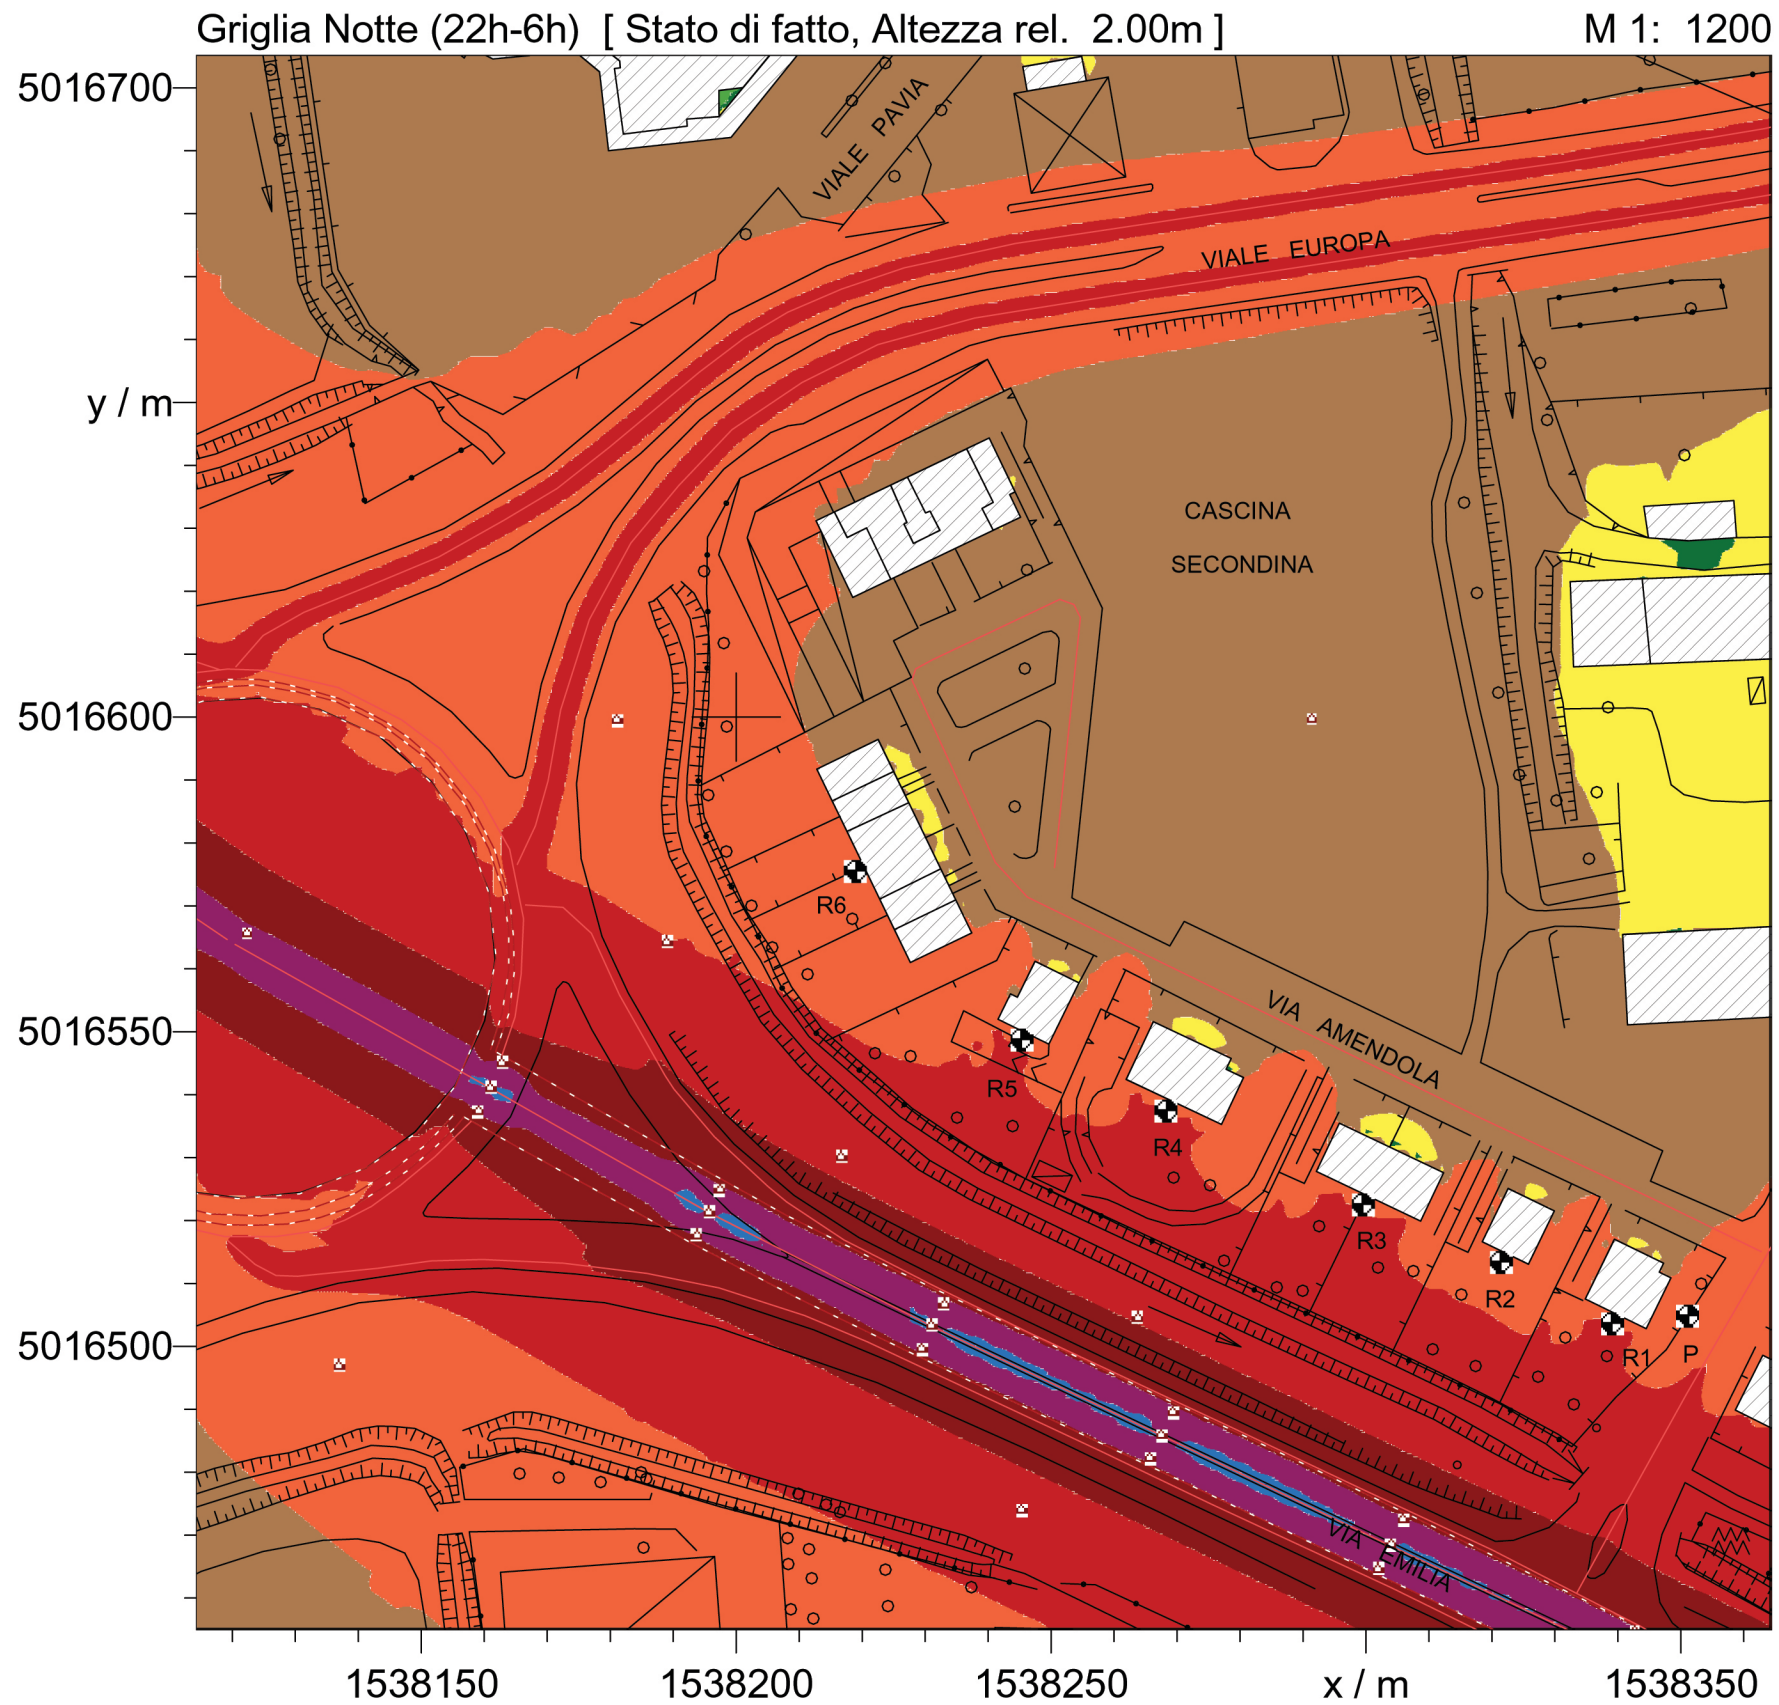 Griglia Notte (22h-6h) [ Stato di fatto, Altezza rel. 2.00m ]
M 1: 1200
5016700
VIALE PAVIA
VIALE EUROPA
y / m
CASCINA
SECONDINA
5016600
R6
5016550
VIA AMENDOLA
R5
R4
R3
R2
5016500
R1
P
VIA EMILIA
1538150
1538200
1538250
x / m
1538350